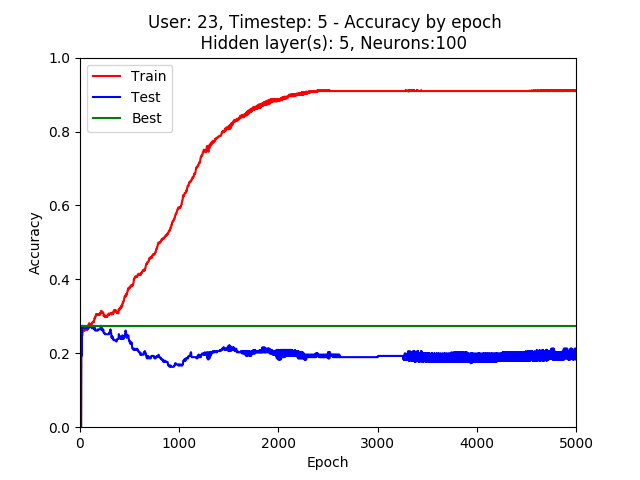 User: 23, Timestep: 5 - Accuracy by epoch
Hidden layer(s): 5, Neurons:100
Train
Test
Best
1.0
0.8
0.6
0.4
0.2
0.0
Accuracy
0 1000 2000 3000 4000 5000
Epoch